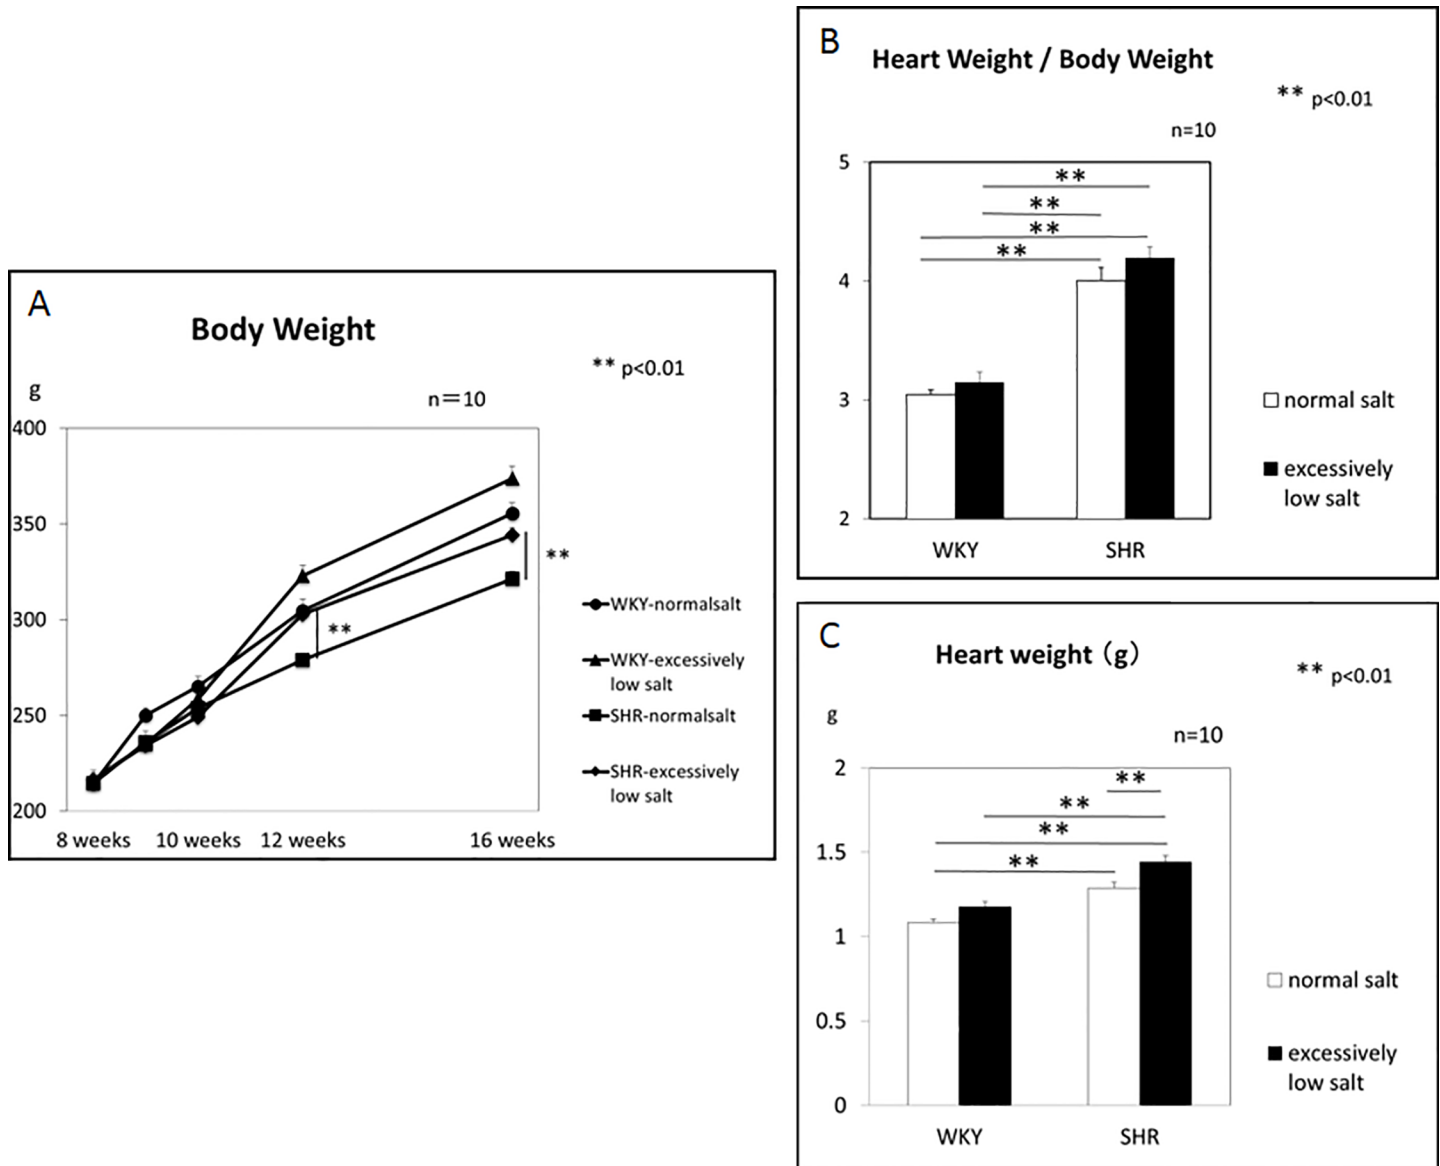 A
Body Weight
** p<0.01
g
n=10
400
350
300
250
200
**
**
8 weeks 10 weeks 12 weeks 16 weeks
WKY-normalsalt
WKY-excessively
low salt
SHR-normalsalt
SHR-excessively
low salt
B
Heart Weight / Body Weight
** p<0.01
n=10
5
4
3
2
**
**
**
**
WKY SHR
normal salt
excessively
low salt
C
Heart weight (g)
** p<0.01
g
n=10
2
1.5
1
0.5
0
**
**
**
**
WKY SHR
normal salt
excessively
low salt